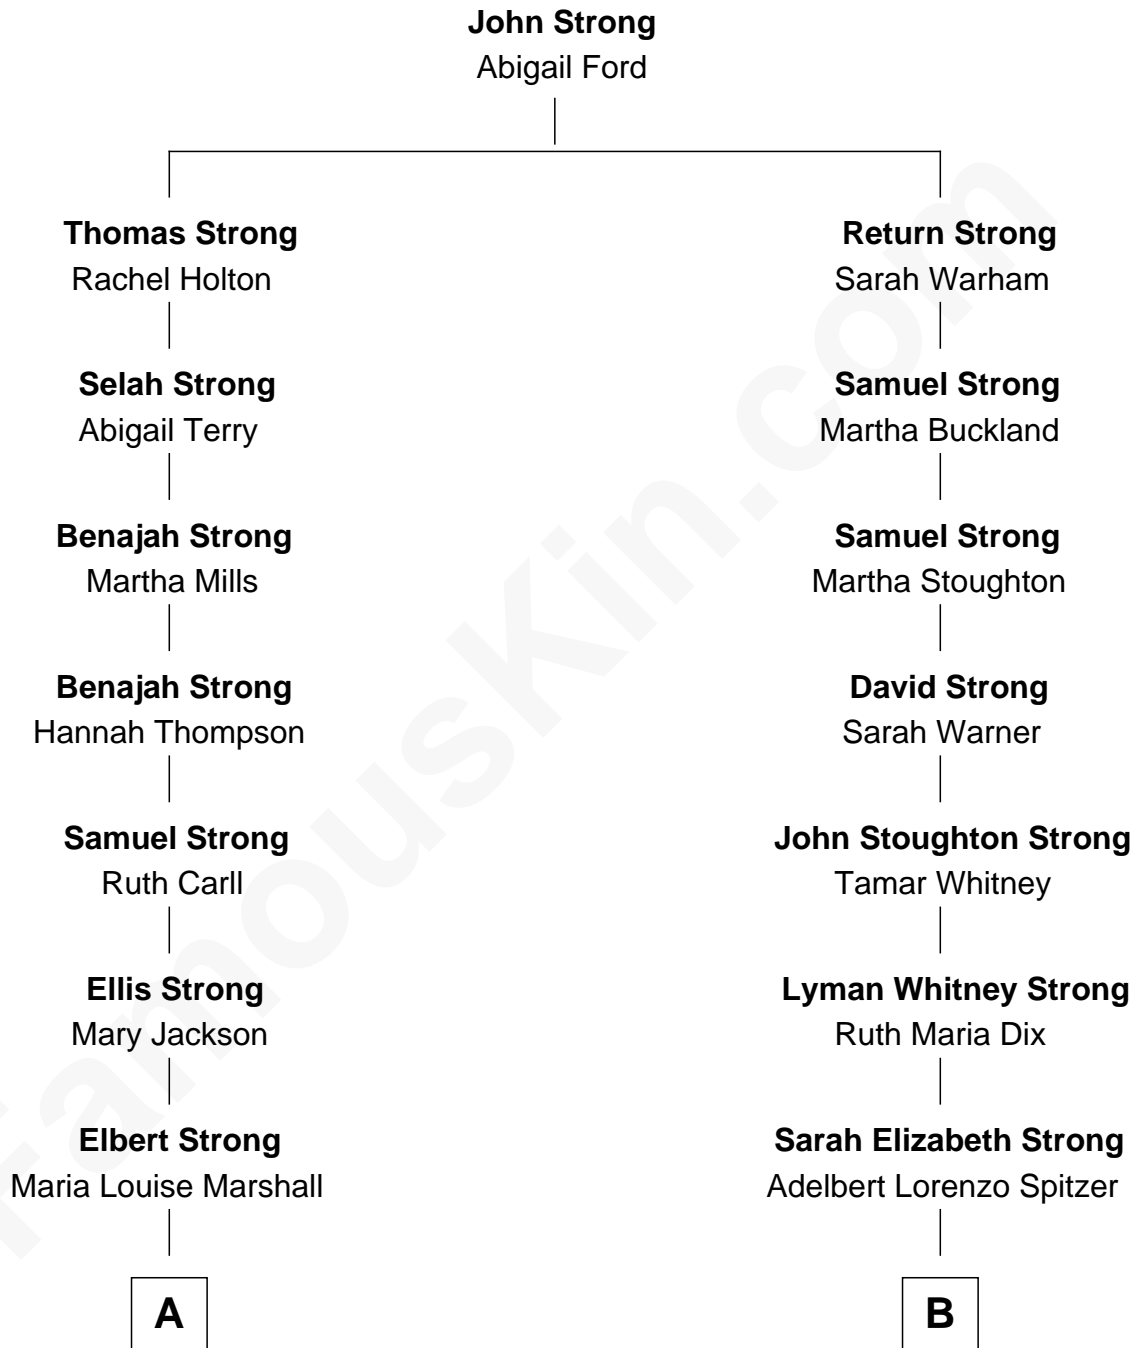 John Strong
Abigail Ford
Thomas Strong
Rachel Holton
Return Strong
Sarah Warham
Selah Strong
Abigail Terry
Samuel Strong
Martha Buckland
Benajah Strong
Martha Mills
Samuel Strong
Martha Stoughton
Benajah Strong
Hannah Thompson
David Strong
Sarah Warner
Samuel Strong
Ruth Carll
John Stoughton Strong
Tamar Whitney
Ellis Strong
Mary Jackson
Lyman Whitney Strong
Ruth Maria Dix
Elbert Strong
Maria Louise Marshall
Sarah Elizabeth Strong
Adelbert Lorenzo Spitzer
A
B
FamousKin.com